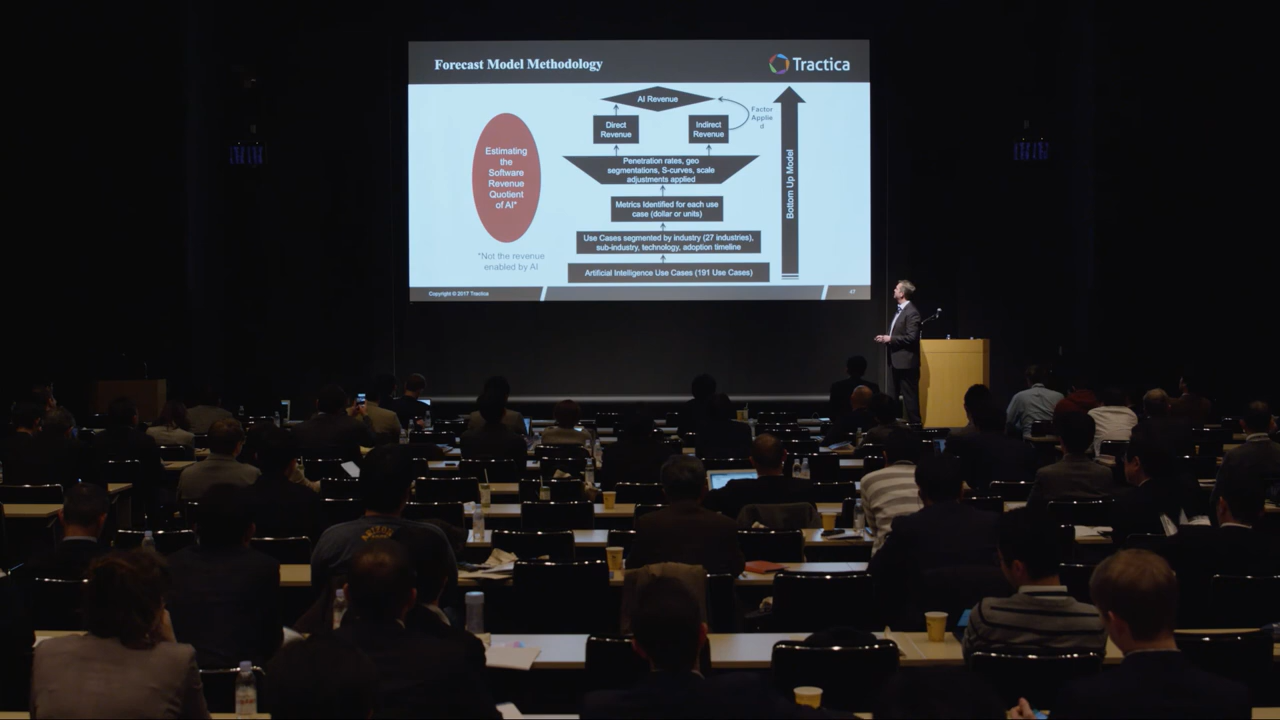 Forecast Model Methodology
Tractica
AI Revenue
Factor
Applie
d
Direct
Revenue
Indirect
Revenue
Estimating
the
Software
Revenue
Quotient
of AI*
Penetration rates, geo
segmentations, S-curves, scale
adjustments applied
Bottom Up Model
Metrics Identified for each use
case (dollar or units)
Use Cases segmented by industry (27 industries),
sub-industry, technology, adoption timeline
*Not the revenue
enabled by AI
Artificial Intelligence Use Cases (191 Use Cases)
Copyright © 2017 Tractica
47